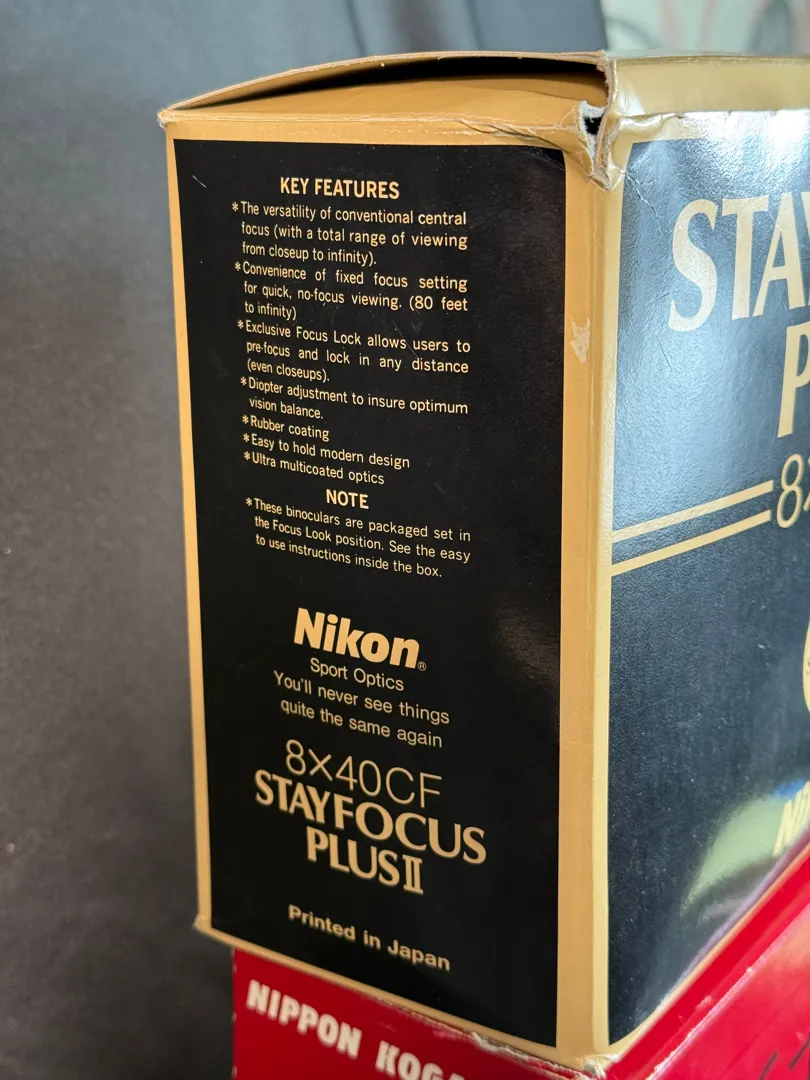 KEY FEATURES
*The versatility of conventional central
focus (with a total range of viewing
from closeup to infinity).
*Convenience of fixed focus setting
for quick, no-focus viewing. (80 feet
to infinity)
*Exclusive Focus Lock allows users to
pre-focus and lock in any distance
(even closeups).
*Diopter adjustment to insure optimum
vision balance.
*Rubber coating
*Easy to hold modern design
*Ultra multicoated optics
NOTE
*These binoculars are packaged set in
the Focus Look position. See the easy
to use instructions inside the box.
Nikon®
Sport Optics
You'll never see things
quite the same again
8×40CF
STAYFOCUS
PLUSII
Printed in Japan
STAY
P
8×
NIPPON KOGA